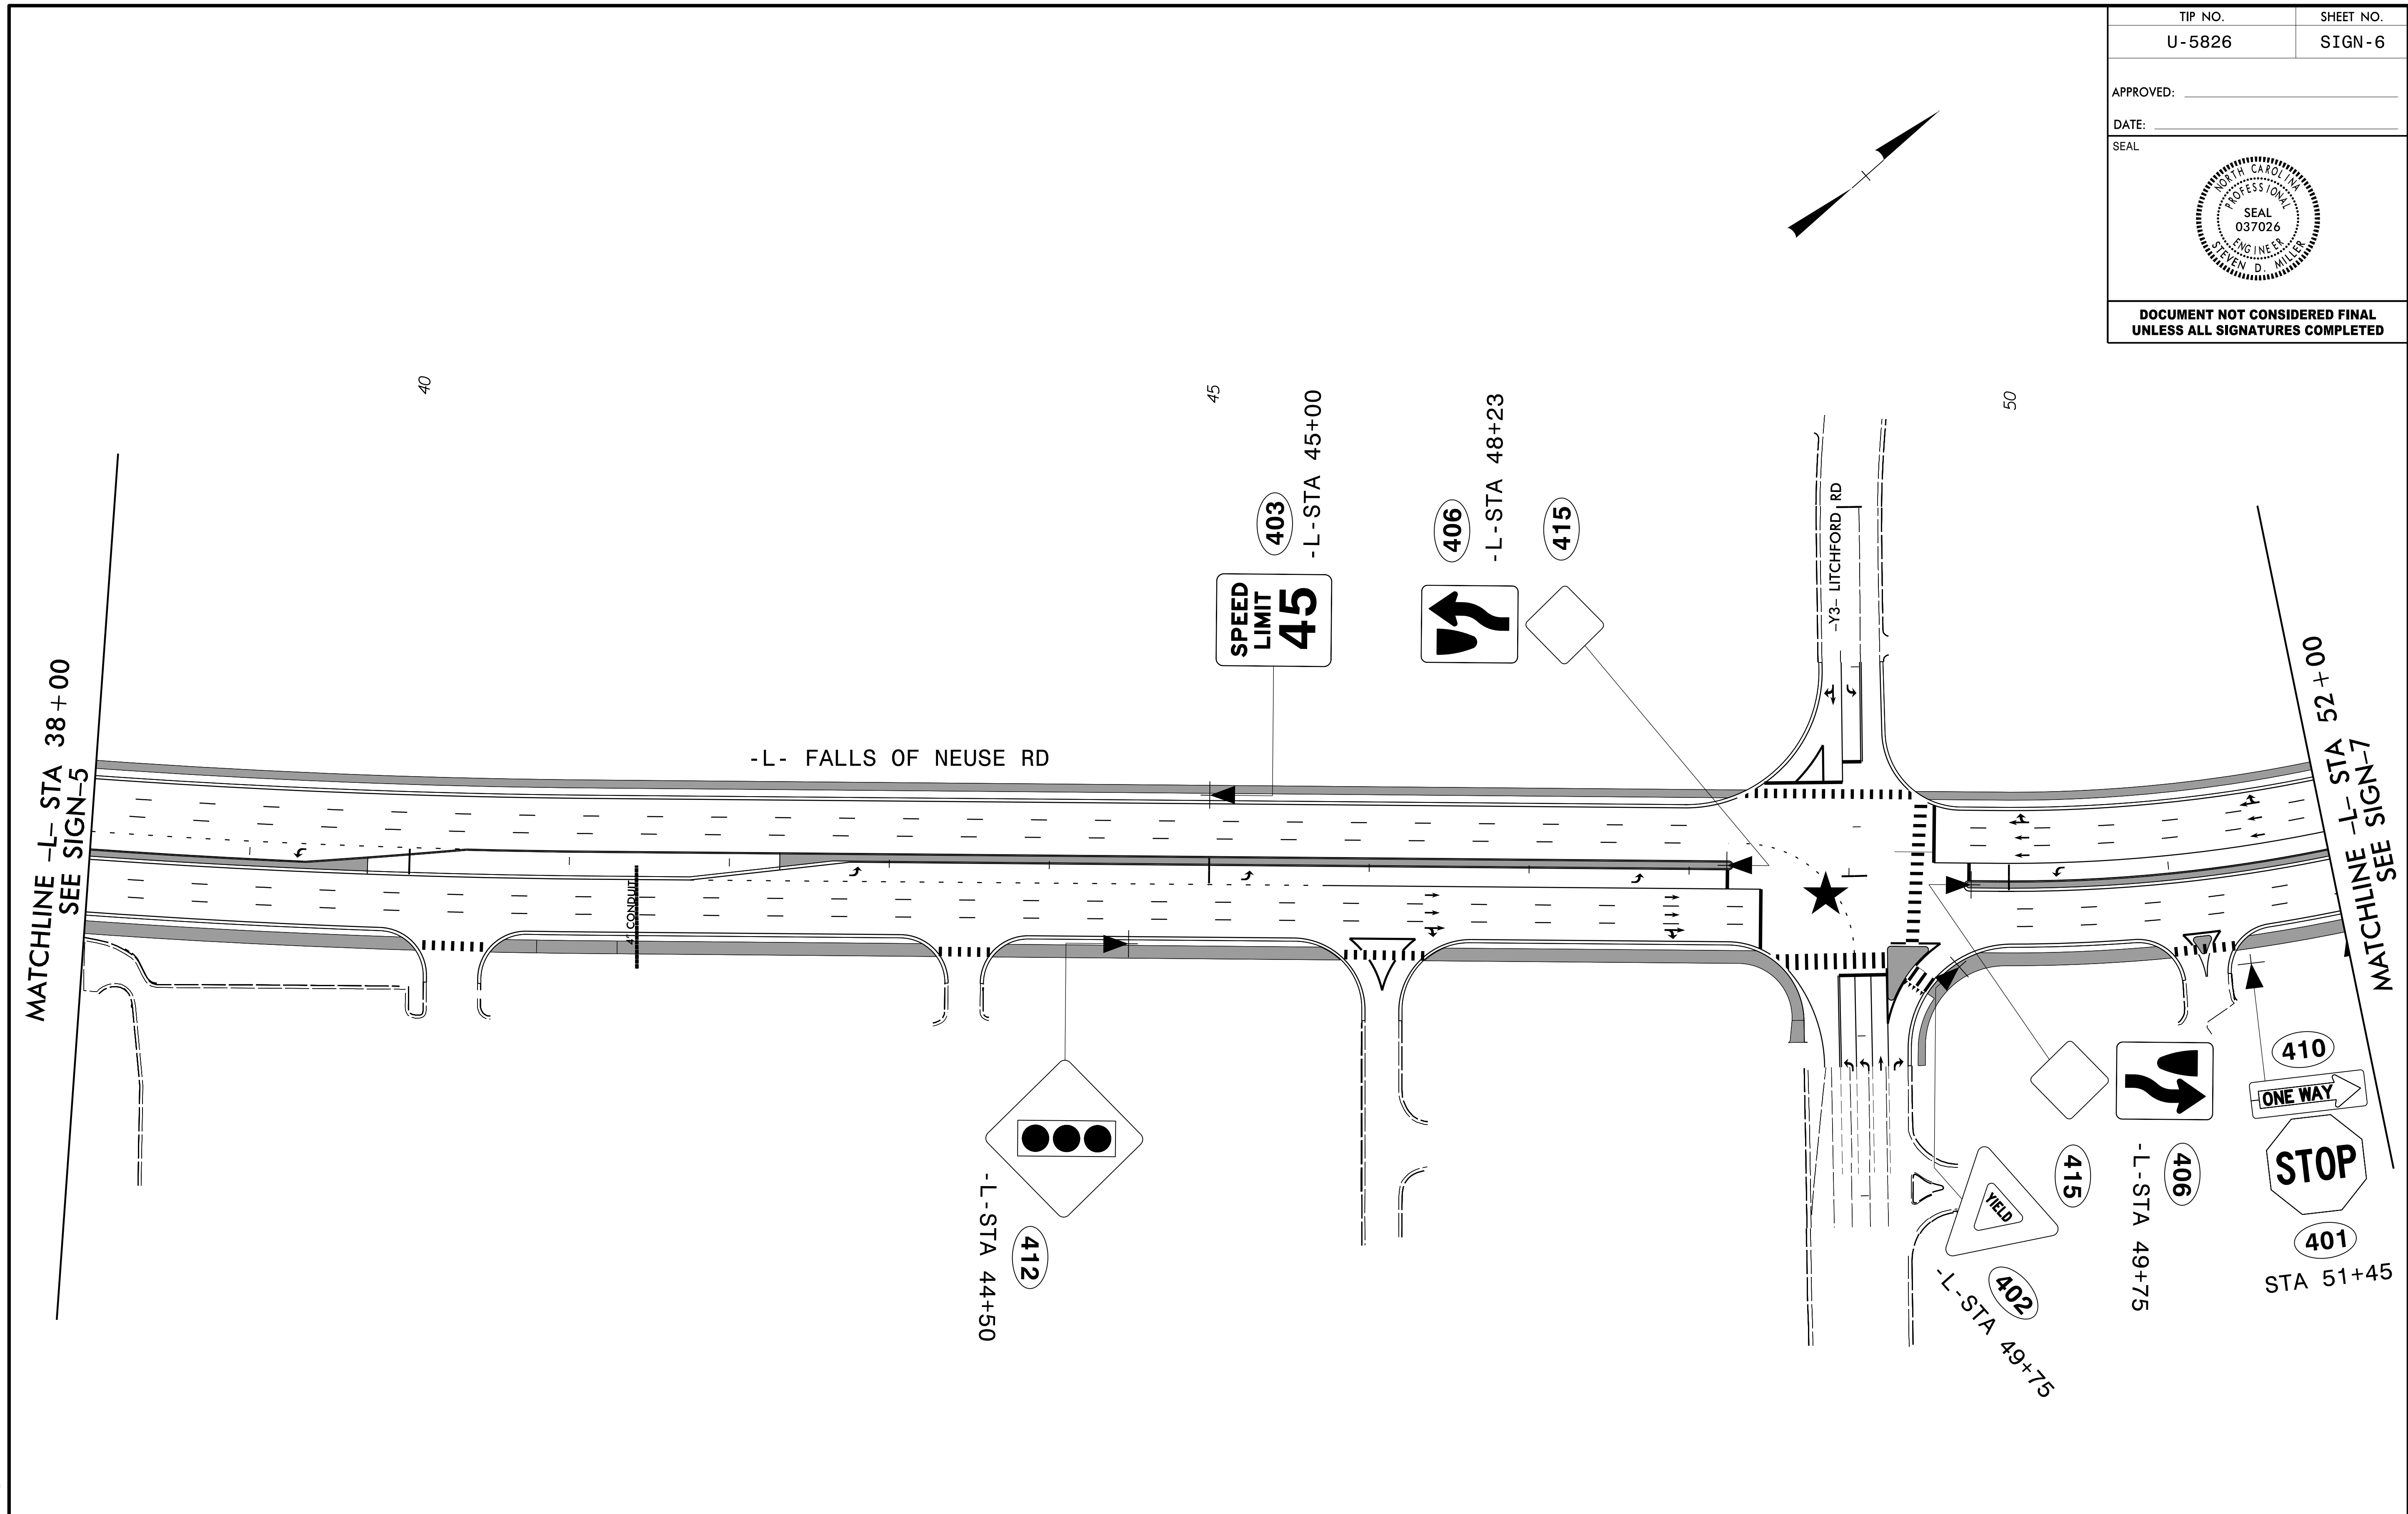 TIP NO.
SHEET NO.
U-5826
SIGN-6
APPROVED:
DATE:
SEAL
NORTH CAROLINA
PROFESSIONAL
SEAL
037026
ENGINEER
STEVEN D. MILLER
DOCUMENT NOT CONSIDERED FINAL
UNLESS ALL SIGNATURES COMPLETED
40
45
50
403
-L-STA 45+00
SPEED
LIMIT
45
406
-L-STA 48+23
415
-Y3- LITCHFORD RD
MATCHLINE -L- STA 38+00
SEE SIGN-5
-L- FALLS OF NEUSE RD
MATCHLINE -L- STA 52+00
SEE SIGN-7
4" CONDUIT
-L-STA 44+50
412
YIELD
402
-L-STA 49+75
415
406
-L-STA 49+75
410
ONE WAY
STOP
401
STA 51+45